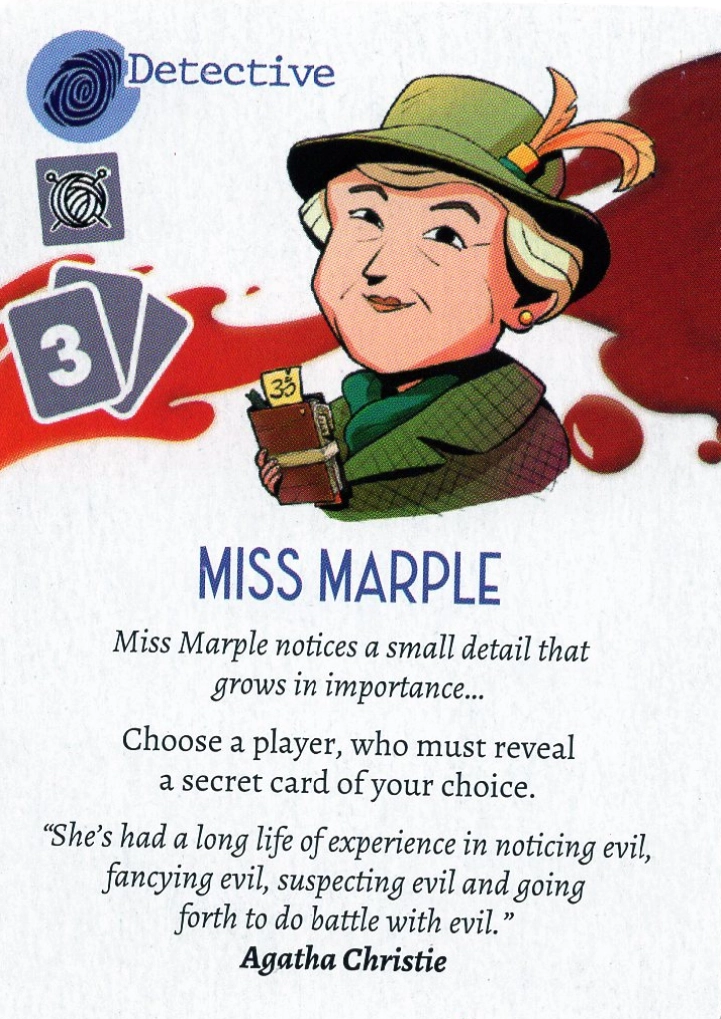 Detective
3
33
MISS MARPLE
Miss Marple notices a small detail that
grows in importance...
Choose a player, who must reveal
a secret card of your choice.
“She’s had a long life of experience in noticing evil,
fancying evil, suspecting evil and going
forth to do battle with evil.”
Agatha Christie